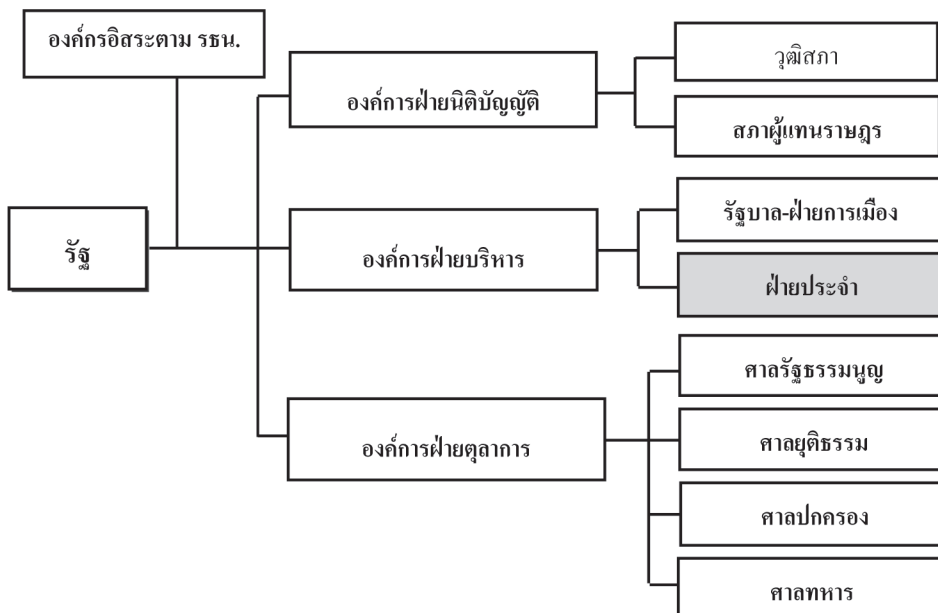 องค์กรอิสระตาม รธน.
วุฒิสภา
องค์การฝ่ายนิติบัญญัติ
สภาผู้แทนราษฎร
รัฐบาล-ฝ่ายการเมือง
รัฐ
องค์การฝ่ายบริหาร
ฝ่ายประจำ
ศาลรัฐธรรมนูญ
องค์การฝ่ายตุลาการ
ศาลยุติธรรม
ศาลปกครอง
ศาลทหาร